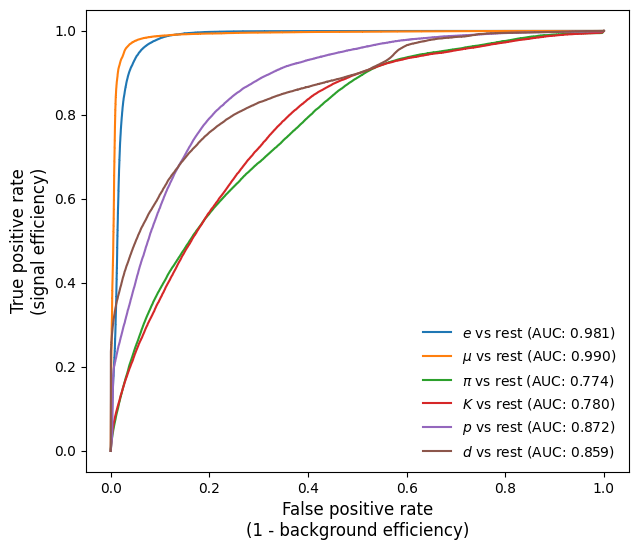 True positive rate
(signal efficiency)
1.0
0.8
0.6
0.4
0.2
0.0
e vs rest (AUC: 0.981)
μ vs rest (AUC: 0.990)
π vs rest (AUC: 0.774)
K vs rest (AUC: 0.780)
p vs rest (AUC: 0.872)
d vs rest (AUC: 0.859)
0.0 0.2 0.4 0.6 0.8 1.0
False positive rate
(1 - background efficiency)